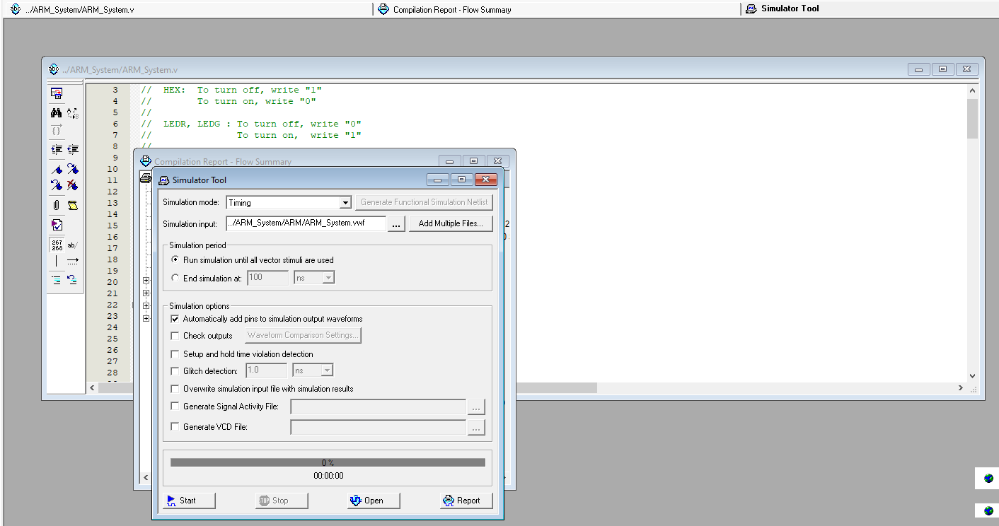 ../ARM_System/ARM_System.v
Compilation Report - Flow Summary
Simulator Tool
../ARM_System/ARM_System.v
3 // HEX: To turn off, write "1"
4 // To turn on, write "0"
5 //
6 // LEDR, LEDG : To turn off, write "0"
7 // To turn on, write "1"
8 //
9
10
11
12
13
14
15
16
17
18
19
20
21
22
23
24
25
26
27
28
267
268
ab/
Compilation Report - Flow Summary
Simulator Tool
Simulation mode: Timing Generate Functional Simulation Netlist
Simulation input: ../ARM_System/ARM/ARM_System.vwf ... Add Multiple Files...
Simulation period
Run simulation until all vector stimuli are used
End simulation at: 100 ns
Simulation options
Automatically add pins to simulation output waveforms
Check outputs Waveform Comparison Settings...
Setup and hold time violation detection
Glitch detection: 1.0 ns
Overwrite simulation input file with simulation results
Generate Signal Activity File: ...
Generate VCD File: ...
0 %
00:00:00
Start Stop Open Report